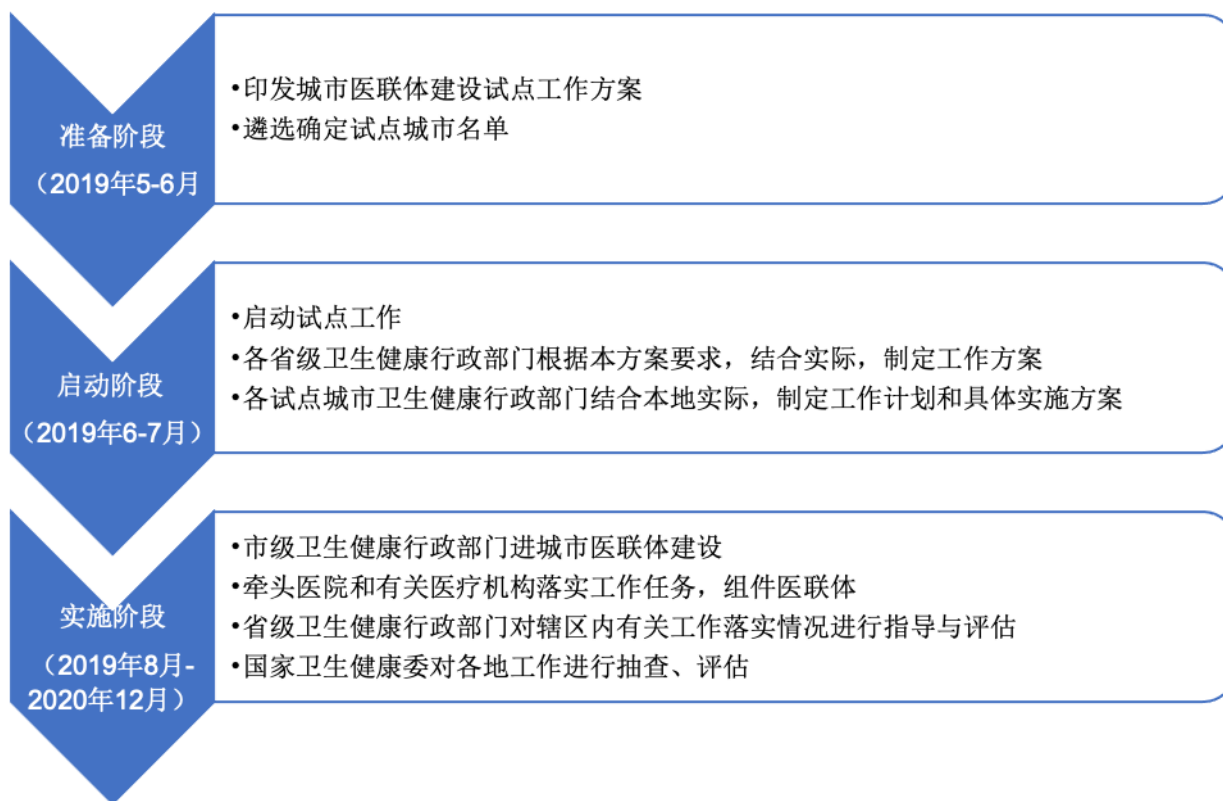 准备阶段
（2019年5-6月
•印发城市医联体建设试点工作方案
•遴选确定试点城市名单
启动阶段
（2019年6-7月）
•启动试点工作
•各省级卫生健康行政部门根据本方案要求，结合实际，制定工作方案
•各试点城市卫生健康行政部门结合本地实际，制定工作计划和具体实施方案
实施阶段
（2019年8月-
2020年12月）
•市级卫生健康行政部门进城市医联体建设
•牵头医院和有关医疗机构落实工作任务，组件医联体
•省级卫生健康行政部门对辖区内有关工作落实情况进行指导与评估
•国家卫生健康委对各地工作进行抽查、评估